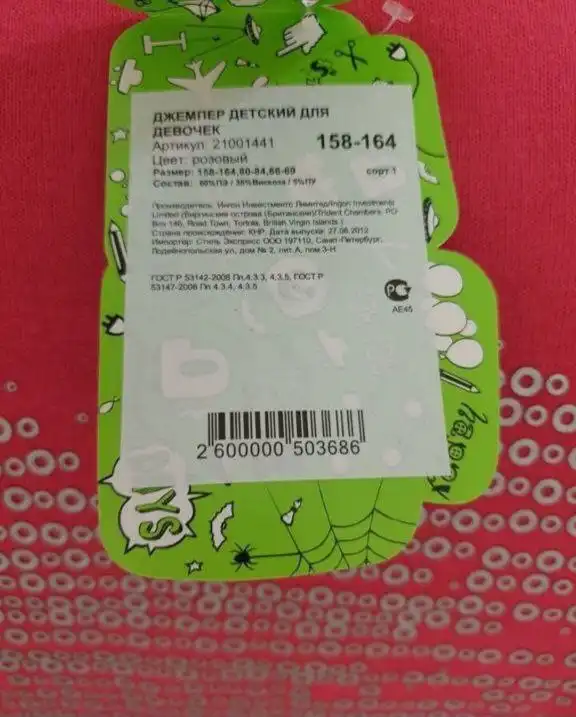 ДЖЕМПЕР ДЕТСКИЙ ДЛЯ
ДЕВОЧЕК
Артикул: 21001441 158-164
Цвет: розовый
Размер: 158-164,80-84,66-69 сорт 1
Состав: 60%ПЭ / 35%Вискоза / 5%ПУ
Производитель: Ингон Инвестментс Лимитед/Ingon Investments
Limited (Виргинские острова (Британские)/Trident Chambers, PO
Box 146, Road Town, Tortola, British Virgin Islands )
Страна происхождения: КНР. Дата выпуска: 27.06.2012
Импортер: Стиль Экспресс ООО 197110, Санкт-Петербург,
Лодейнопольская ул, дом № 2, лит А, пом 3-Н
ГОСТ Р 53142-2008 Пп.4.3.3, 4.3.5, ГОСТ Р
53147-2008 Пп 4.3.4, 4.3.5
РС
АЕ45
2 600000 503686
happy